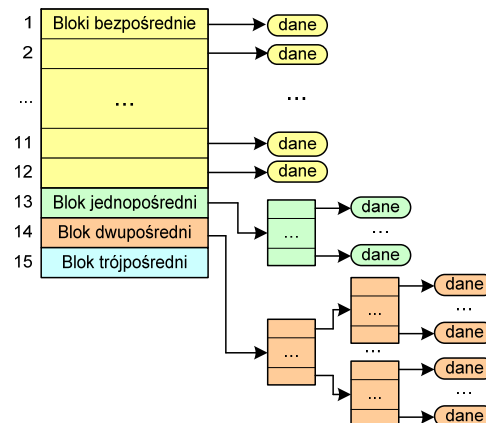 1 Bloki bezpośrednie dane
2 dane
... ... ...
11 dane
12 dane
13 Blok jednopośredni dane
... ...
14 Blok dwupośredni dane
15 Blok trójpośredni
dane
... ...
... dane
...
dane
... ...
dane